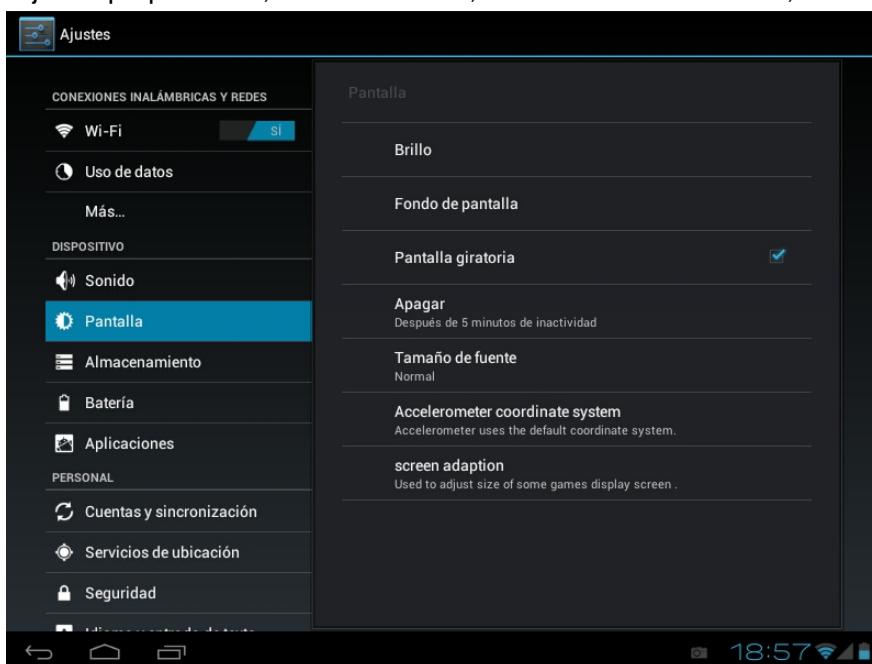 Ajustes
CONEXIONES INALÁMBRICAS Y REDES
Wi-Fi
SÍ
Uso de datos
Más...
DISPOSITIVO
Sonido
Pantalla
Almacenamiento
Batería
Aplicaciones
PERSONAL
Cuentas y sincronización
Servicios de ubicación
Seguridad
Pantalla
Brillo
Fondo de pantalla
Pantalla giratoria
Apagar
Después de 5 minutos de inactividad
Tamaño de fuente
Normal
Accelerometer coordinate system
Accelerometer uses the default coordinate system.
screen adaption
Used to adjust size of some games display screen .
18:57